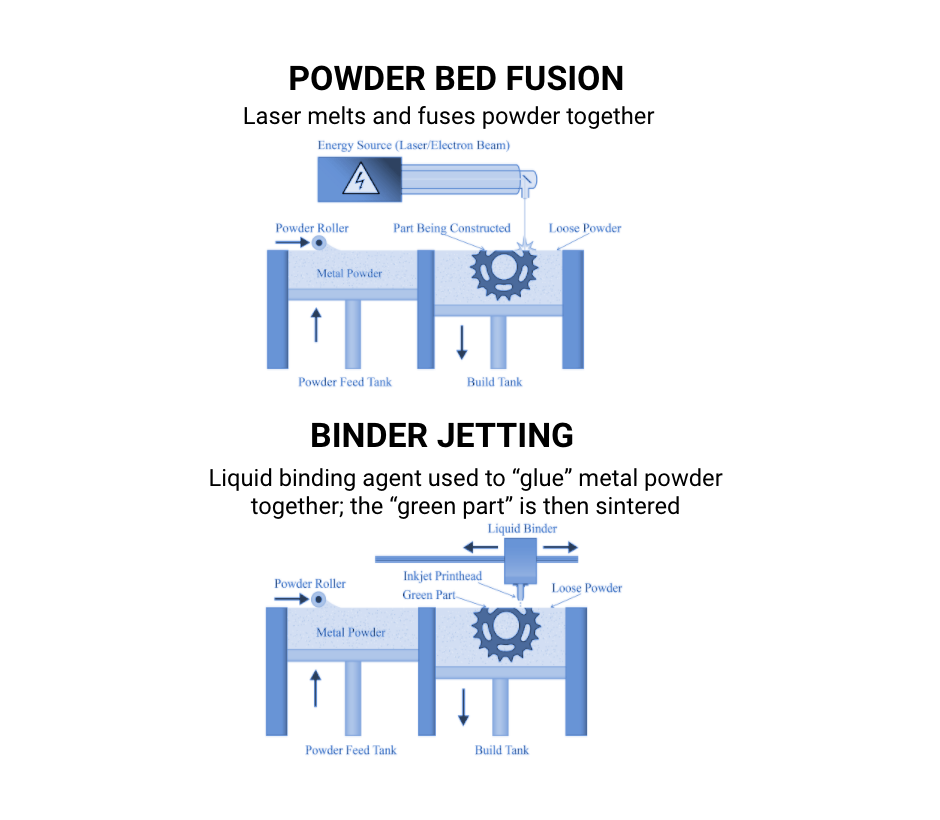 POWDER BED FUSION
Laser melts and fuses powder together
Energy Source (Laser/Electron Beam)
Powder Roller
Part Being Constructed
Loose Powder
Metal Powder
Powder Feed Tank
Build Tank
BINDER JETTING
Liquid binding agent used to “glue” metal powder
together; the “green part” is then sintered
Liquid Binder
Inkjet Printhead
Powder Roller
Green Part
Loose Powder
Metal Powder
Powder Feed Tank
Build Tank